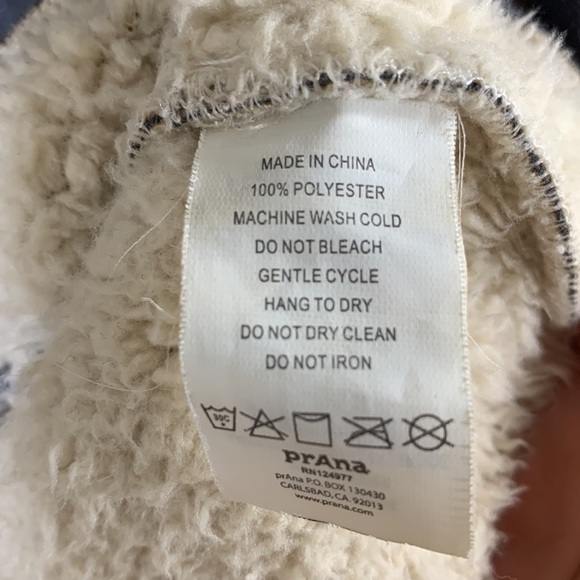 MADE IN CHINA
100% POLYESTER
MACHINE WASH COLD
DO NOT BLEACH
GENTLE CYCLE
HANG TO DRY
DO NOT DRY CLEAN
DO NOT IRON
30C
prAna
RN124977
prAna P.O. BOX 130430
CARLSBAD, CA. 92013
www.prana.com